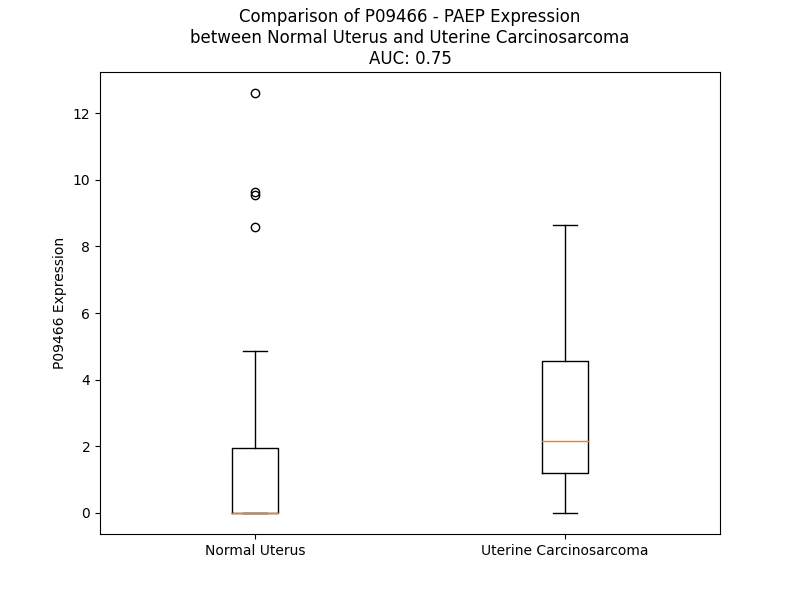 Comparison of P09466 - PAEP Expression
between Normal Uterus and Uterine Carcinosarcoma
AUC: 0.75
12
10
8
6
4
2
0
P09466 Expression
Normal Uterus
Uterine Carcinosarcoma